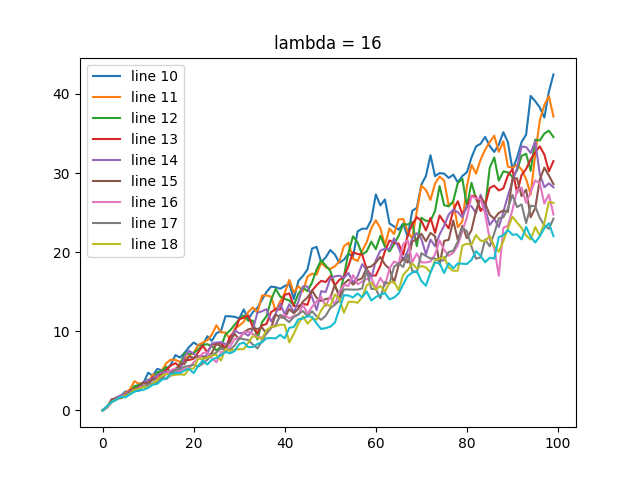 lambda = 16
line 10
line 11
line 12
line 13
line 14
line 15
line 16
line 17
line 18
40
30
20
10
0
0 20 40 60 80 100